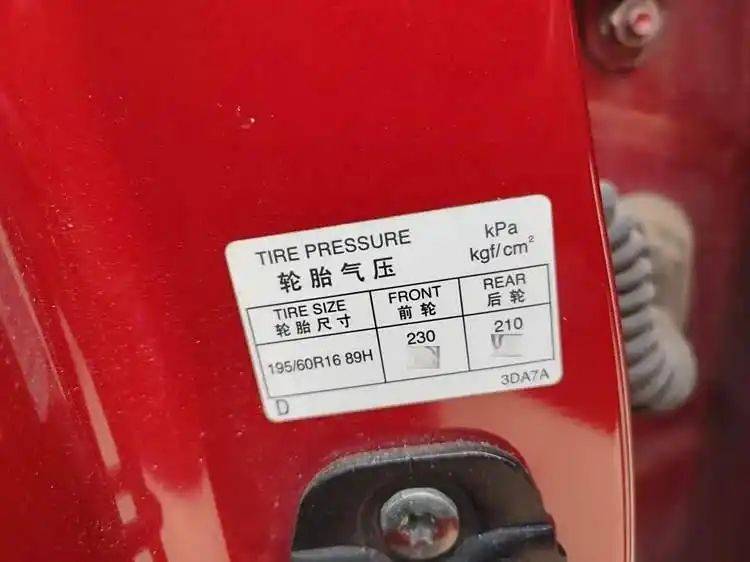 TIRE PRESSURE
轮胎气压
kPa
kgf/cm²
TIRE SIZE
轮胎尺寸
FRONT
前轮
REAR
后轮
195/60R16 89H
230
210
D
3DA7A